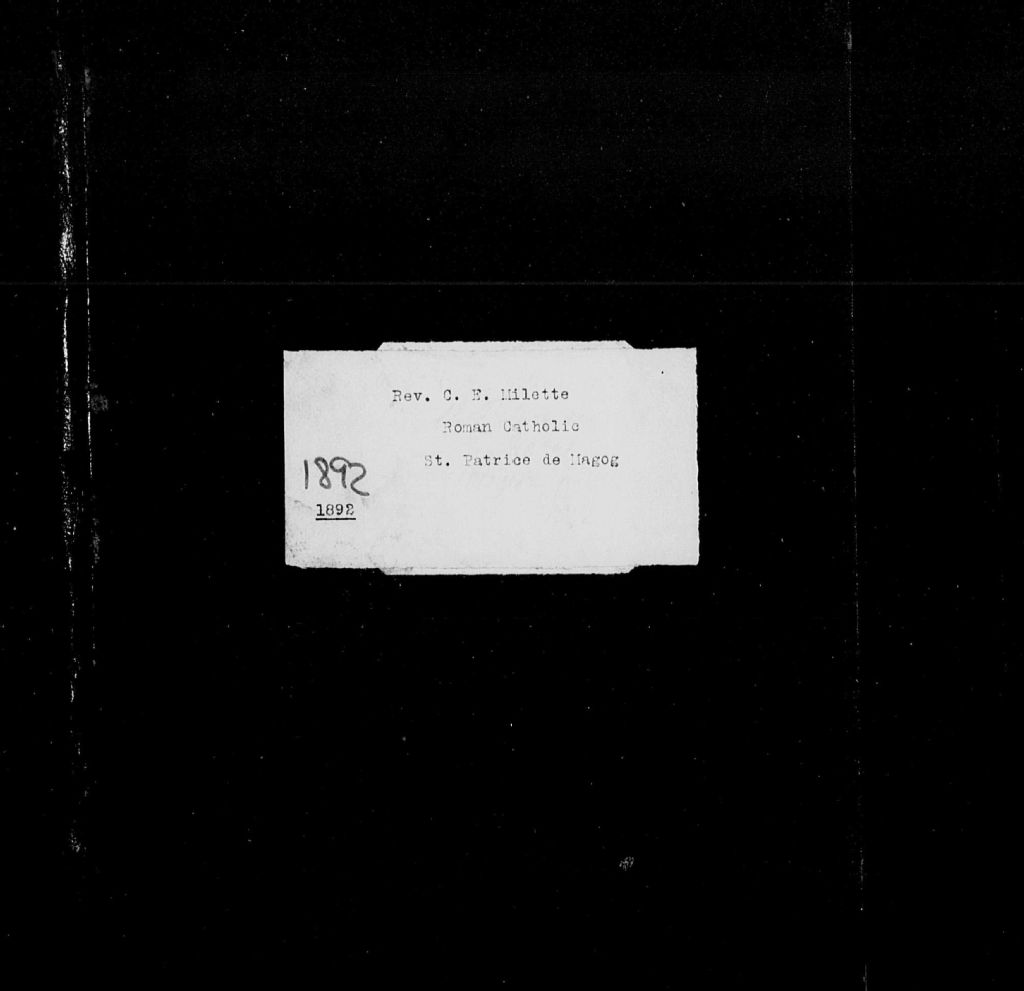 Rev. C. E. Milette
Roman Catholic
St. Patrice de Magog
1892
1892